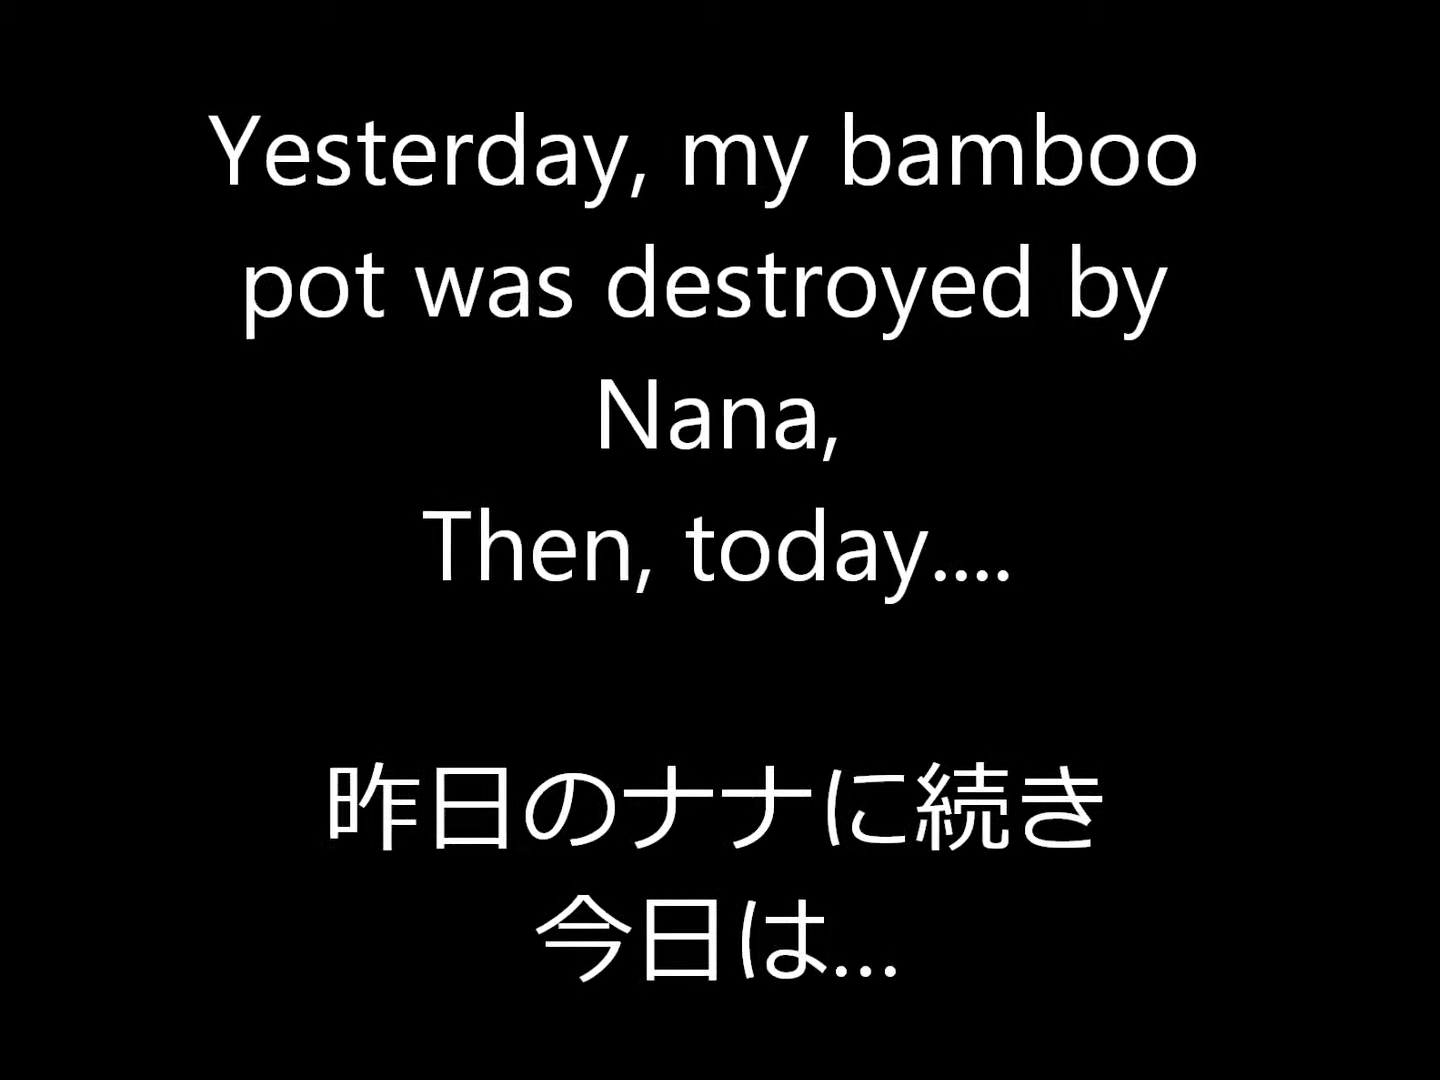 Yesterday, my bamboo
pot was destroyed by
Nana,
Then, today....
昨日のナナに続き
今日は…